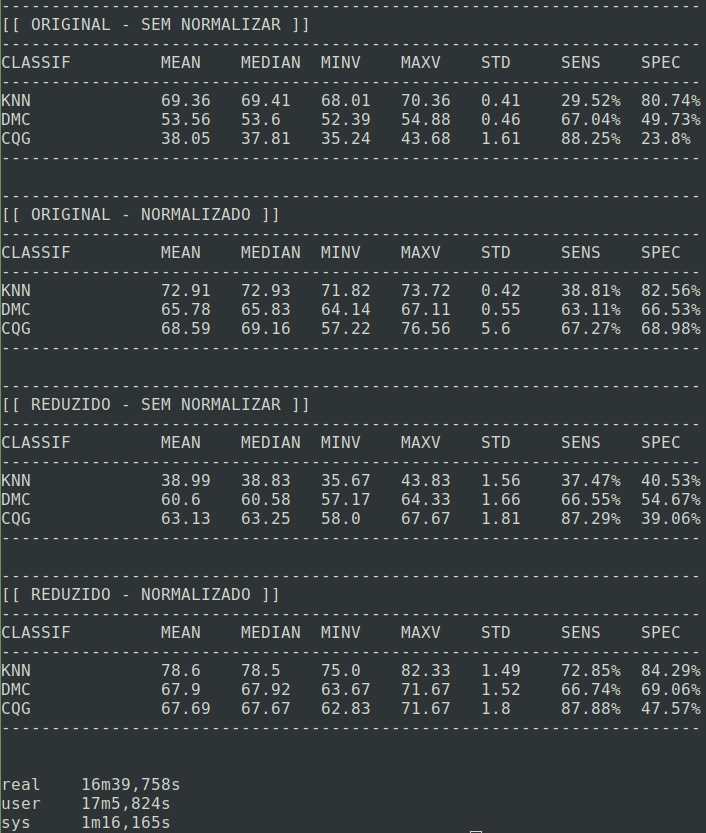 ----------------------------------------------------------------------
[[ ORIGINAL - SEM NORMALIZAR ]]
----------------------------------------------------------------------
CLASSIF         MEAN    MEDIAN  MINV    MAXV    STD     SENS    SPEC
----------------------------------------------------------------------
KNN             69.36   69.41   68.01   70.36   0.41    29.52%  80.74%
DMC             53.56   53.6    52.39   54.88   0.46    67.04%  49.73%
CQG             38.05   37.81   35.24   43.68   1.61    88.25%  23.8%
----------------------------------------------------------------------

----------------------------------------------------------------------
[[ ORIGINAL - NORMALIZADO ]]
----------------------------------------------------------------------
CLASSIF         MEAN    MEDIAN  MINV    MAXV    STD     SENS    SPEC
----------------------------------------------------------------------
KNN             72.91   72.93   71.82   73.72   0.42    38.81%  82.56%
DMC             65.78   65.83   64.14   67.11   0.55    63.11%  66.53%
CQG             68.59   69.16   57.22   76.56   5.6     67.27%  68.98%
----------------------------------------------------------------------

----------------------------------------------------------------------
[[ REDUZIDO - SEM NORMALIZAR ]]
----------------------------------------------------------------------
CLASSIF         MEAN    MEDIAN  MINV    MAXV    STD     SENS    SPEC
----------------------------------------------------------------------
KNN             38.99   38.83   35.67   43.83   1.56    37.47%  40.53%
DMC             60.6    60.58   57.17   64.33   1.66    66.55%  54.67%
CQG             63.13   63.25   58.0    67.67   1.81    87.29%  39.06%
----------------------------------------------------------------------

----------------------------------------------------------------------
[[ REDUZIDO - NORMALIZADO ]]
----------------------------------------------------------------------
CLASSIF         MEAN    MEDIAN  MINV    MAXV    STD     SENS    SPEC
----------------------------------------------------------------------
KNN             78.6    78.5    75.0    82.33   1.49    72.85%  84.29%
DMC             67.9    67.92   63.67   71.67   1.52    66.74%  69.06%
CQG             67.69   67.67   62.83   71.67   1.8     87.88%  47.57%
----------------------------------------------------------------------

real    16m39,758s
user    17m5,824s
sys     1m16,165s